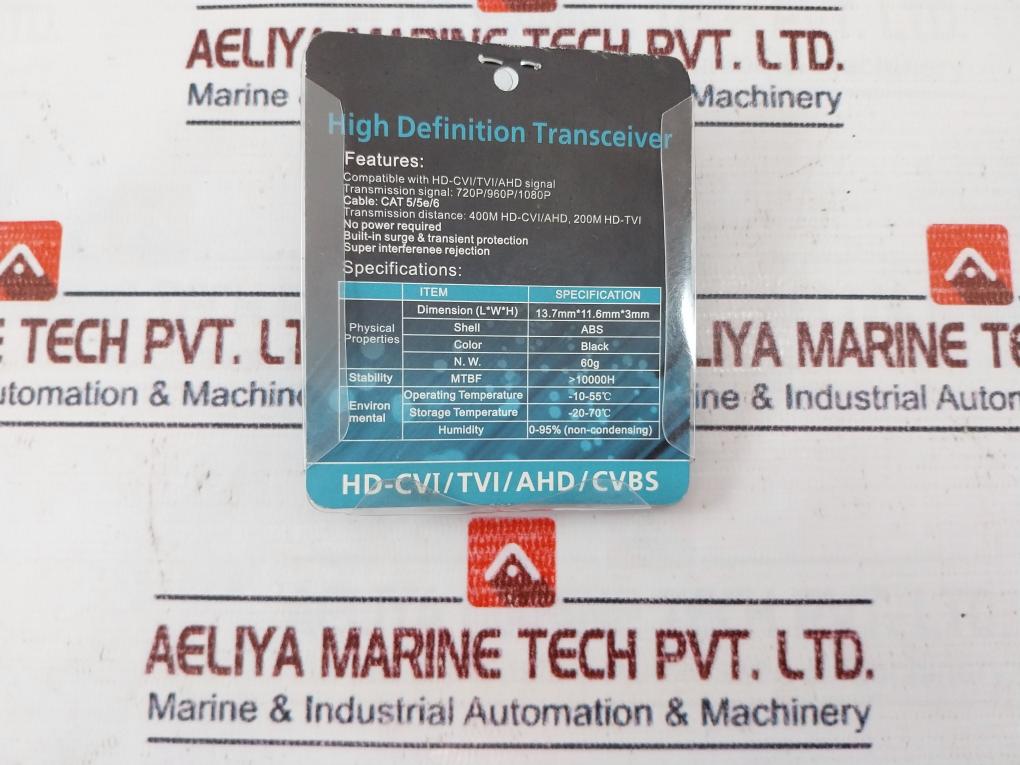 AELIYA MARINE TECH PVT. LTD.
Marine & Machinery
High Definition Transceiver
Features:
Compatible with HD-CVI/TVI/AHD signal
Transmission signal: 720P/960P/1080P
Cable: CAT 5/5e/6
Transmission distance: 400M HD-CVI/AHD, 200M HD-TVI
No power required
Built-in surge & transient protection
Super interferenee rejection
Specifications:
ITEM SPECIFICATION
Physical Properties
Dimension (L*W*H) 13.7mm*11.6mm*3mm
Shell ABS
Color Black
N. W. 60g
Stability MTBF >10000H
Environ mental
Operating Temperature -10-55℃
Storage Temperature -20-70℃
Humidity 0-95% (non-condensing)
HD-CVI/TVI/AHD/CVBS
E TECH PVT. LT
utomation & Machin
ELIYA MARINE TE
ine & Industrial Autom
AELIYA MARINE TECH PVT. LTD.
Marine & Industrial Automation & Machinery